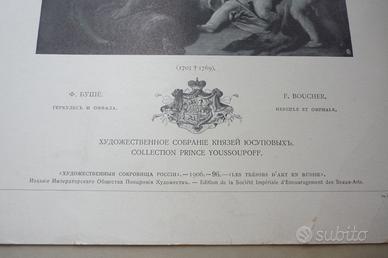 (1703 † 1769).
Ф. БУШЕ.
F. BOUCHER.
ГЕРКУЛЕСЪ И ОМФАЛА.
HERCULE ET OMPHALE.
ХУДОЖЕСТВЕННОЕ СОБРАНІЕ КНЯЗЕЙ ЮСУПОВЫХЪ.
COLLECTION PRINCE YOUSSOUPOFF.
«ХУДОЖЕСТВЕННЫЯ СОКРОВИЩА РОССІИ».—1906.—96.—«LES TRÉSORS D'ART EN RUSSIE».
Изданіе Императорскаго Общества Поощренія Художествъ. — Edition de la Société Impériale d'Encouragement des Beaux-Arts.
subito